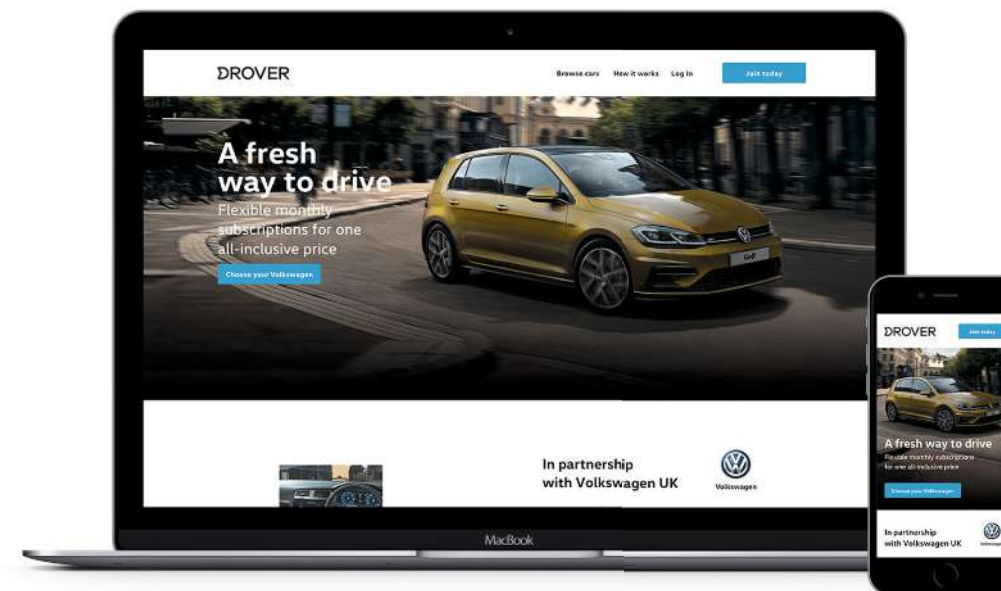 DROVER
Browse cars How it works Log In Join today
A fresh
way to drive
Flexible monthly
subscriptions for one
all-inclusive price
Choose your Volkswagen
Golf
In partnership
with Volkswagen UK
Volkswagen
MacBook
DROVER
Join today
A fresh way to drive
Flexible monthly subscriptions
for one all-inclusive price
Choose your Volkswagen
In partnership
with Volkswagen UK